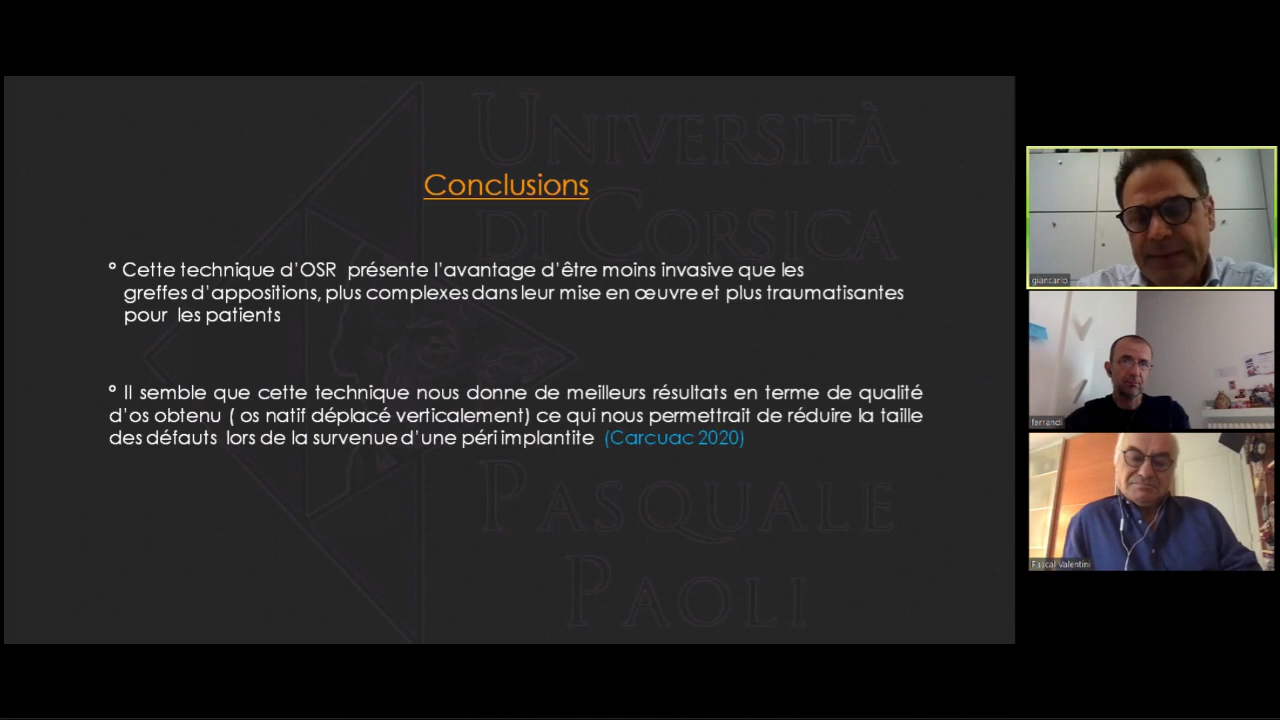 UNIVERSITÀ
DI CORSICA
Conclusions
° Cette technique d'OSR présente l'avantage d'être moins invasive que les
greffes d'appositions, plus complexes dans leur mise en œuvre et plus traumatisantes
pour les patients
° Il semble que cette technique nous donne de meilleurs résultats en terme de qualité
d'os obtenu ( os natif déplacé verticalement) ce qui nous permettrait de réduire la taille
des défauts lors de la survenue d'une péri implantite (Carcuac 2020)
PASQUALE
PAOLI
giancarlo
ferrandi
Pascal Valentini